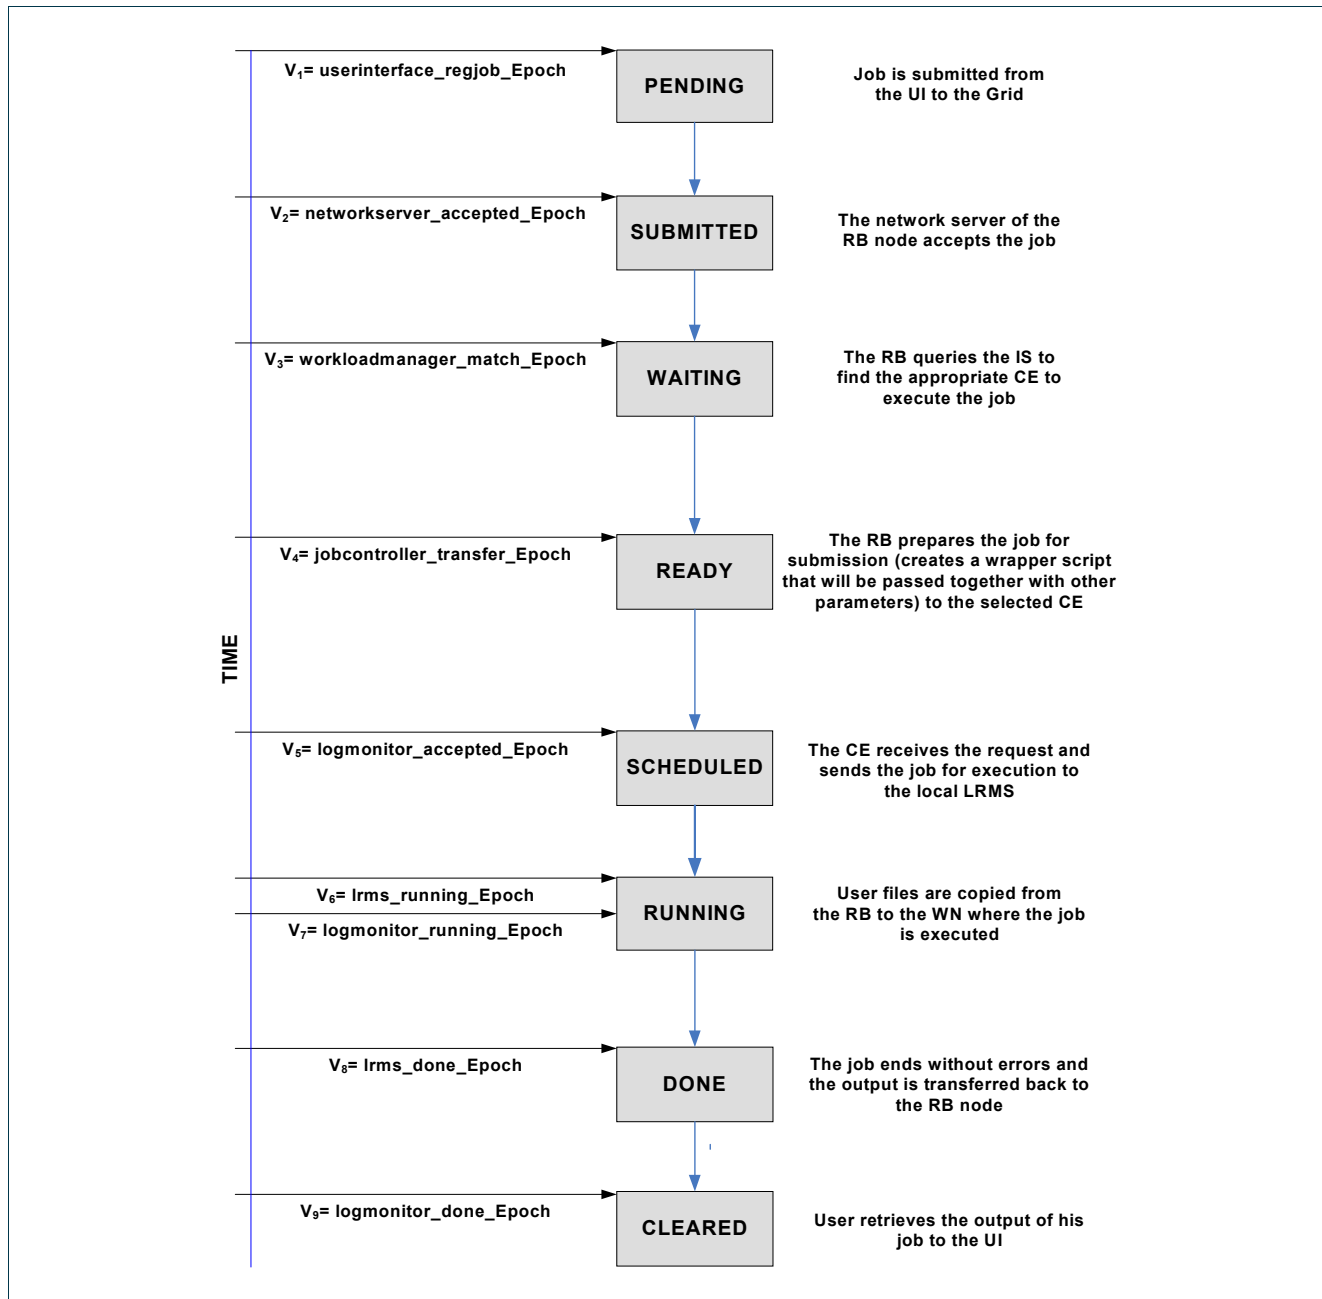 V₁= userinterface_regjob_Epoch
PENDING
Job is submitted from
the UI to the Grid
V₂= networkserver_accepted_Epoch
SUBMITTED
The network server of the
RB node accepts the job
V₃= workloadmanager_match_Epoch
WAITING
The RB queries the IS to
find the appropriate CE to
execute the job
V₄= jobcontroller_transfer_Epoch
READY
The RB prepares the job for
submission (creates a wrapper script
that will be passed together with other
parameters) to the selected CE
TIME
V₅= logmonitor_accepted_Epoch
SCHEDULED
The CE receives the request and
sends the job for execution to
the local LRMS
V₆= lrms_running_Epoch
V₇= logmonitor_running_Epoch
RUNNING
User files are copied from
the RB to the WN where the job
is executed
V₈= lrms_done_Epoch
DONE
The job ends without errors and
the output is transferred back to
the RB node
V₉= logmonitor_done_Epoch
CLEARED
User retrieves the output of his
job to the UI